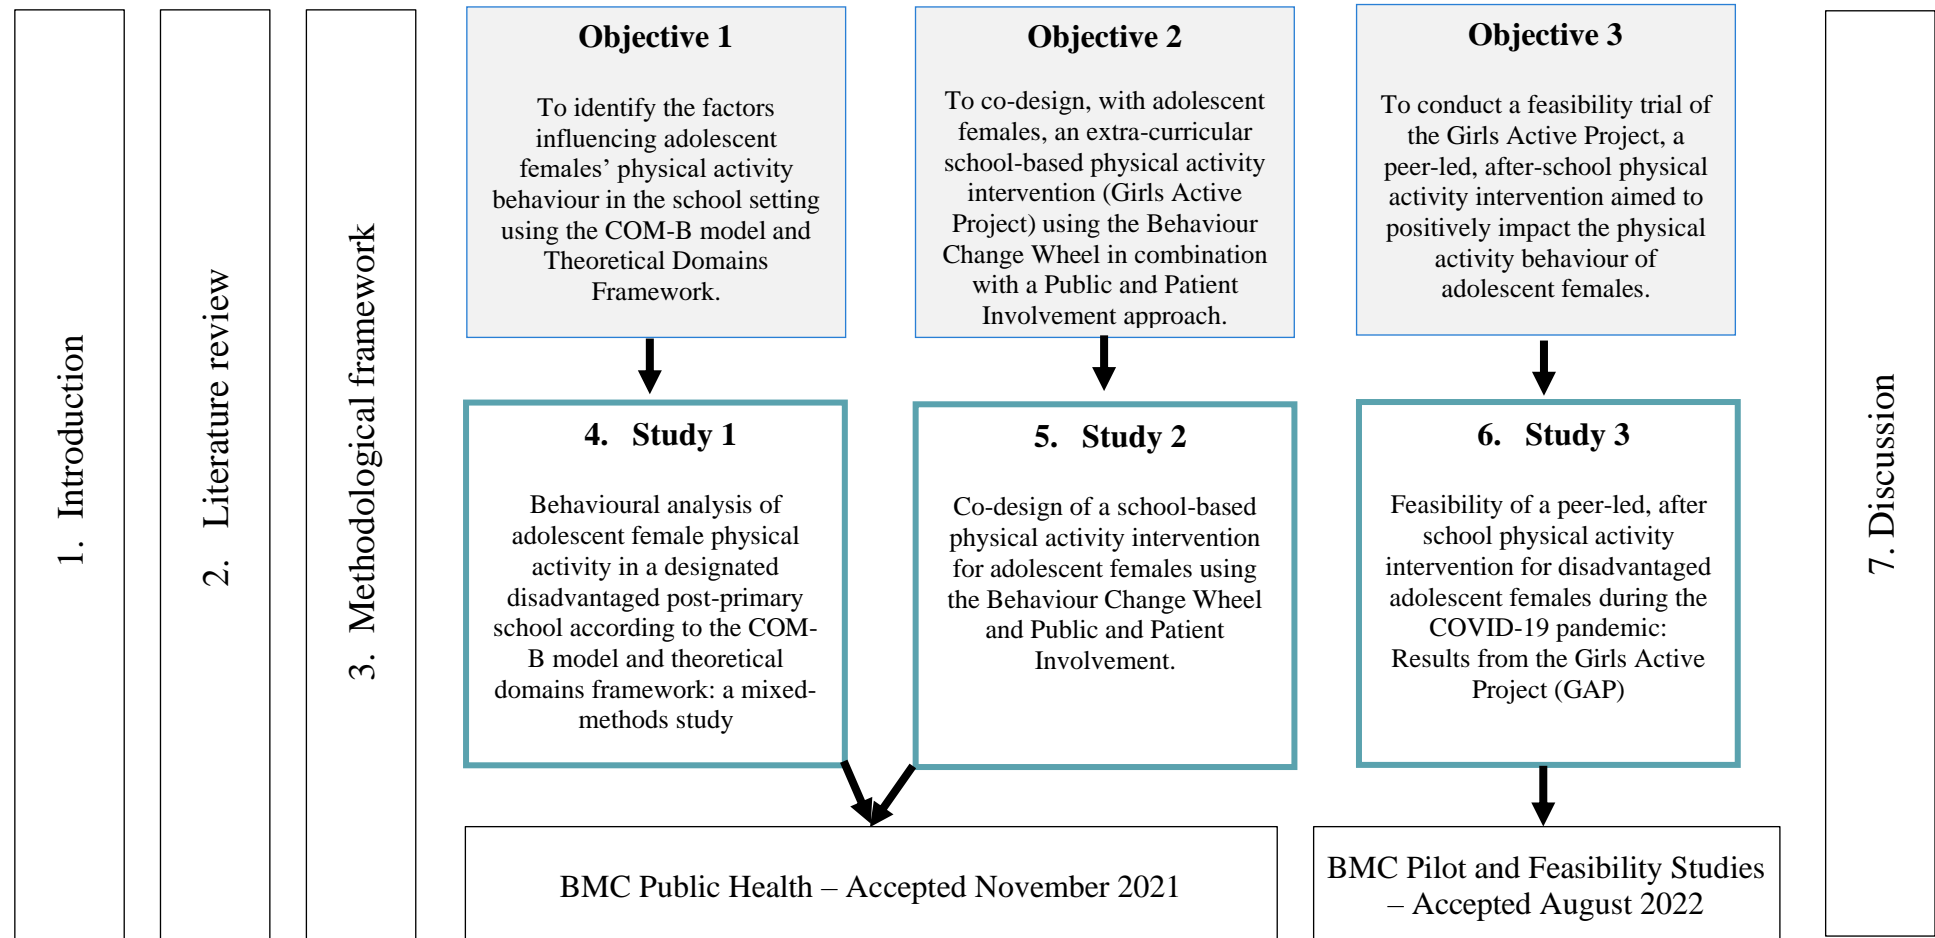 1. Introduction
2. Literature review
3. Methodological framework
Objective 1
To identify the factors
influencing adolescent
females’ physical activity
behaviour in the school setting
using the COM-B model and
Theoretical Domains
Framework.
Objective 2
To co-design, with adolescent
females, an extra-curricular
school-based physical activity
intervention (Girls Active
Project) using the Behaviour
Change Wheel in combination
with a Public and Patient
Involvement approach.
Objective 3
To conduct a feasibility trial of
the Girls Active Project, a
peer-led, after-school physical
activity intervention aimed to
positively impact the physical
activity behaviour of
adolescent females.
4. Study 1
Behavioural analysis of
adolescent female physical
activity in a designated
disadvantaged post-primary
school according to the COM-
B model and theoretical
domains framework: a mixed-
methods study
5. Study 2
Co-design of a school-based
physical activity intervention
for adolescent females using
the Behaviour Change Wheel
and Public and Patient
Involvement.
6. Study 3
Feasibility of a peer-led, after
school physical activity
intervention for disadvantaged
adolescent females during the
COVID-19 pandemic:
Results from the Girls Active
Project (GAP)
BMC Public Health – Accepted November 2021
BMC Pilot and Feasibility Studies
– Accepted August 2022
7. Discussion